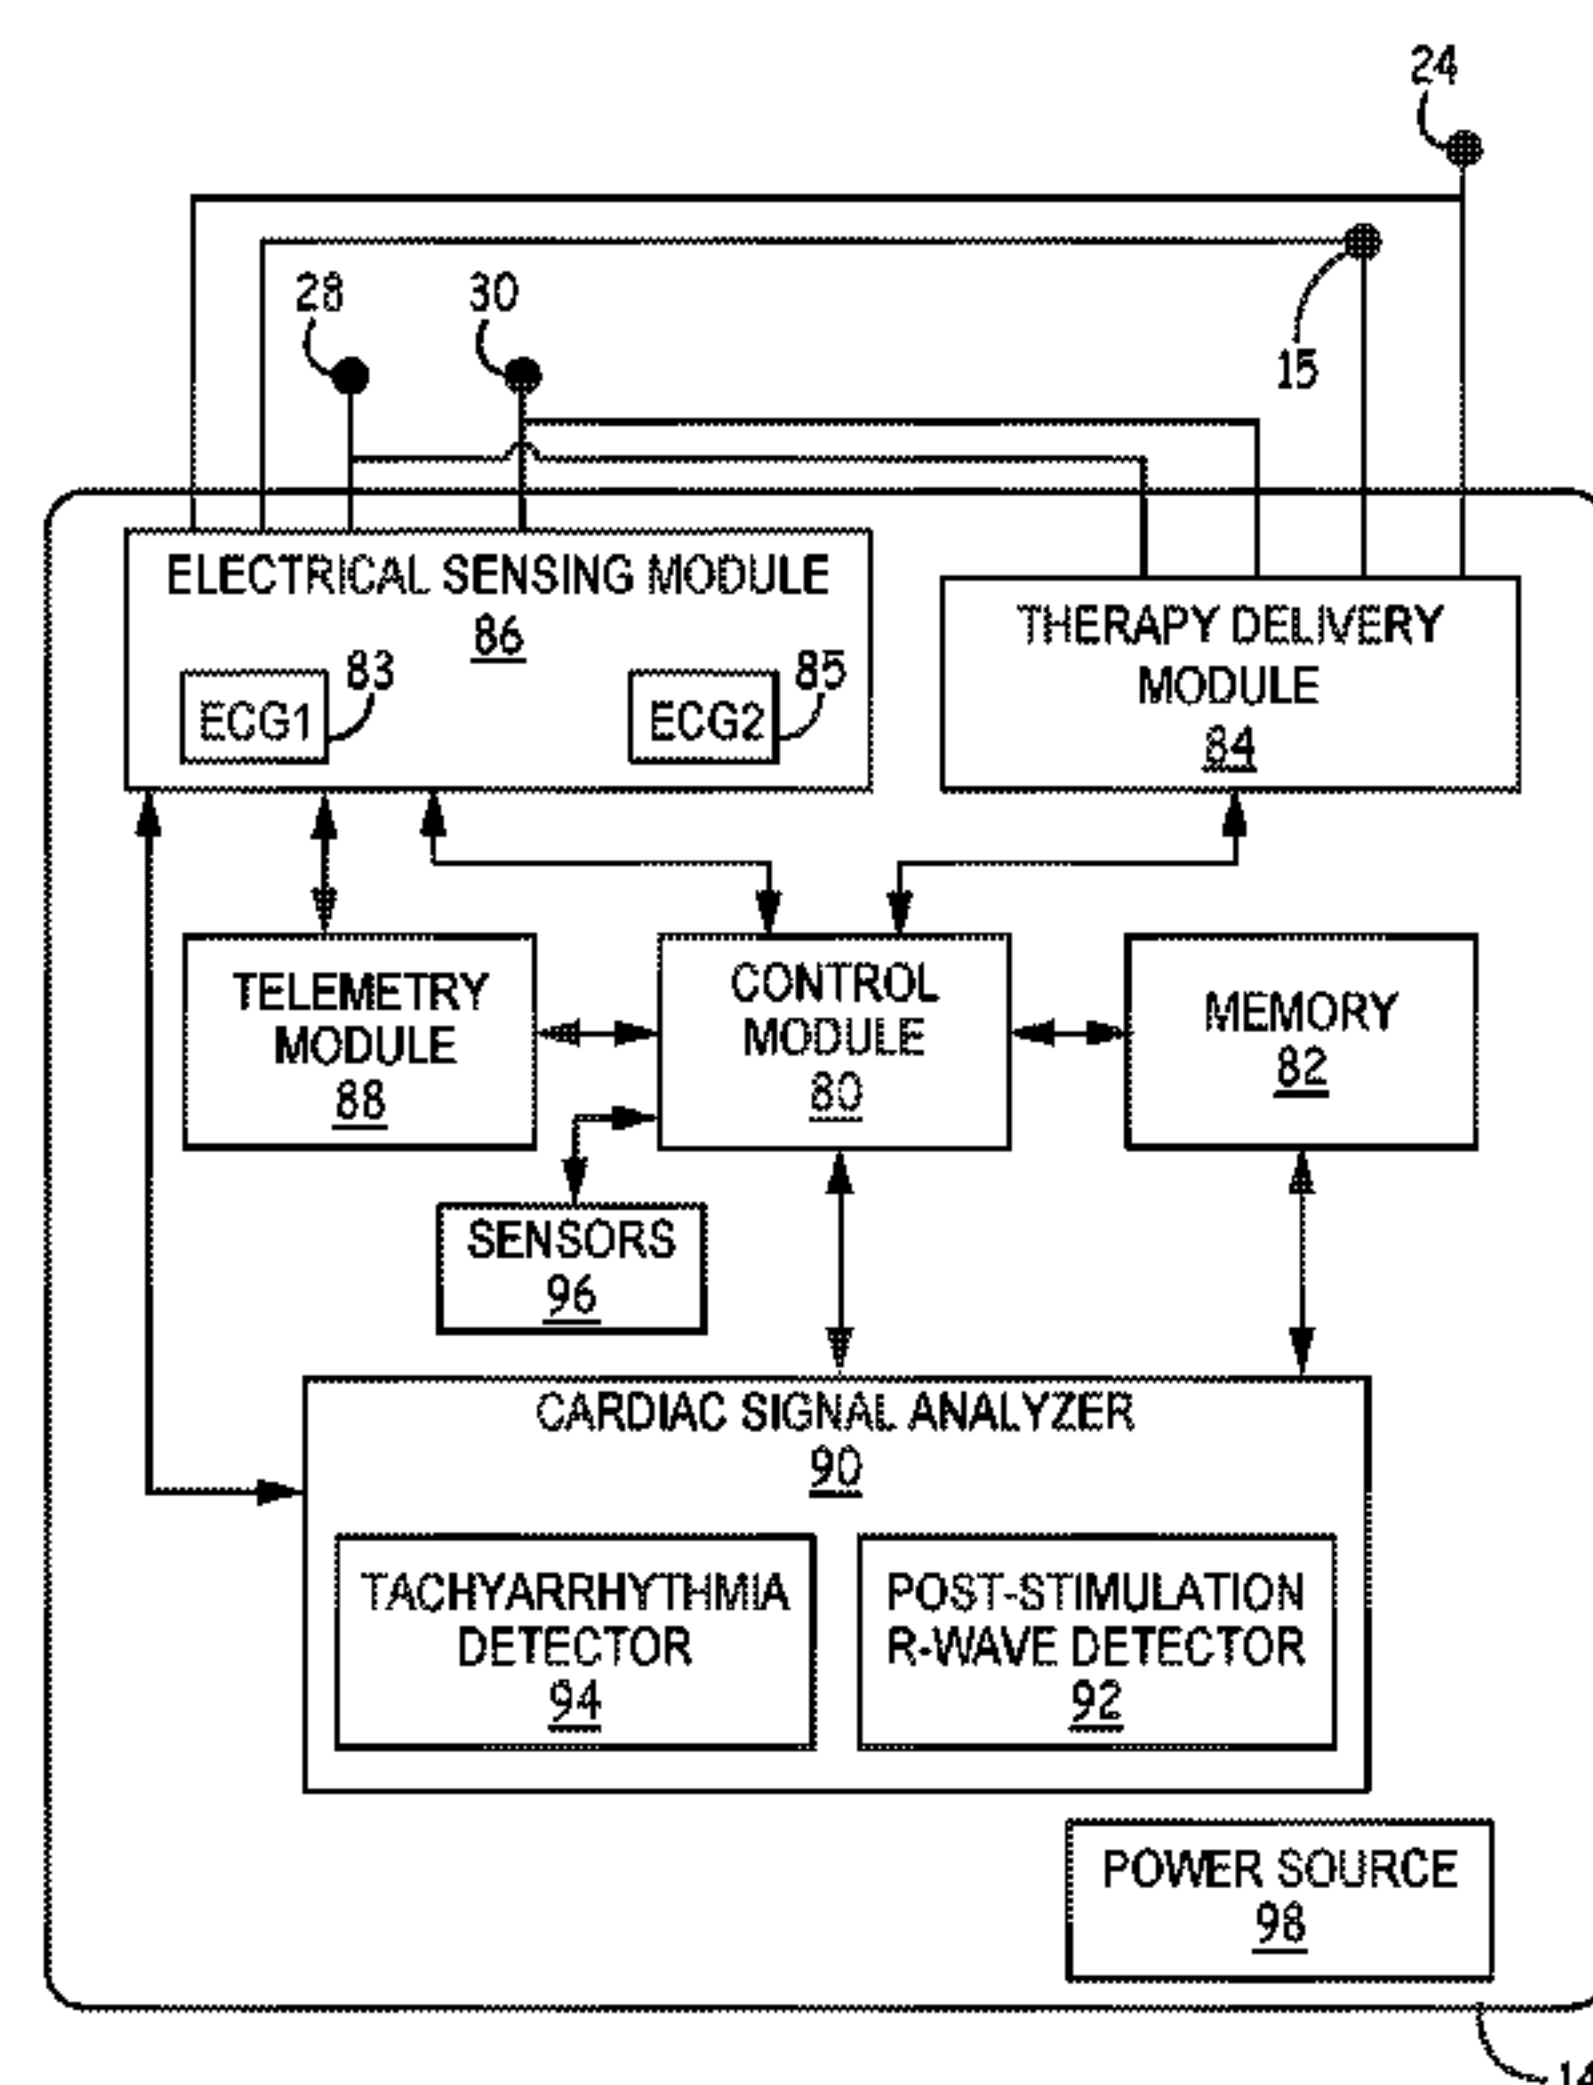 24
28
30
15
ELECTRICAL SENSING MODULE
86
ECG1
83
ECG2
85
THERAPY DELIVERY
MODULE
84
TELEMETRY
MODULE
88
CONTROL
MODULE
80
MEMORY
82
SENSORS
96
CARDIAC SIGNAL ANALYZER
90
TACHYARRHYTHMIA
DETECTOR
94
POST-STIMULATION
R-WAVE DETECTOR
92
POWER SOURCE
98
14